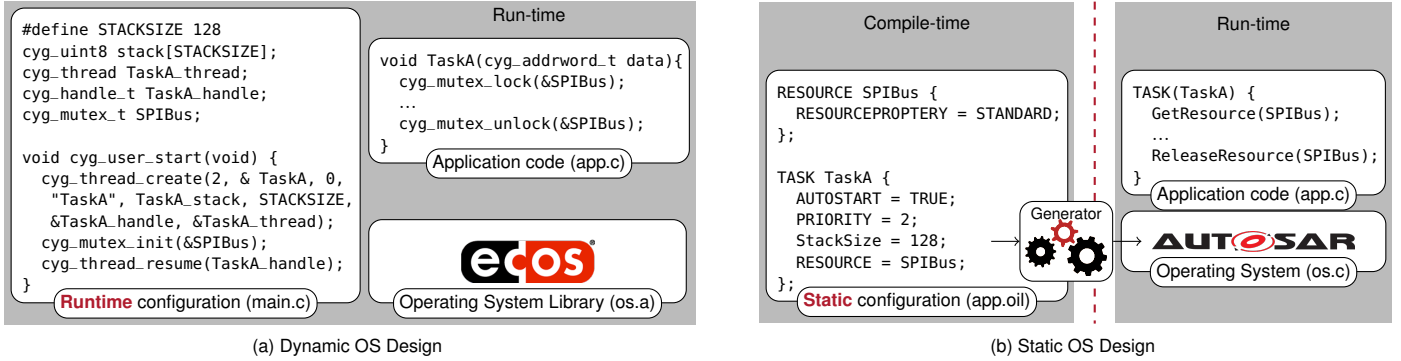 #define STACKSIZE 128
cyg_uint8 stack[STACKSIZE];
cyg_thread TaskA_thread;
cyg_handle_t TaskA_handle;
cyg_mutex_t SPIBus;
void cyg_user_start(void) {
cyg_thread_create(2, & TaskA, 0,
"TaskA", TaskA_stack, STACKSIZE,
&TaskA_handle, &TaskA_thread);
cyg_mutex_init(&SPIBus);
cyg_thread_resume(TaskA_handle);
}
Runtime configuration (main.c)
Run-time
void TaskA(cyg_addrword_t data){
cyg_mutex_lock(&SPIBus);
…
cyg_mutex_unlock(&SPIBus);
}
Application code (app.c)
ecos®
Operating System Library (os.a)
(a) Dynamic OS Design
Compile-time
RESOURCE SPIBus {
RESOURCEPROPTERY = STANDARD;
};
TASK TaskA {
AUTOSTART = TRUE;
PRIORITY = 2;
StackSize = 128;
RESOURCE = SPIBus;
};
Static configuration (app.oil)
Generator
Run-time
TASK(TaskA) {
GetResource(SPIBus);
…
ReleaseResource(SPIBus);
}
Application code (app.c)
AUTOSAR
Operating System (os.c)
(b) Static OS Design